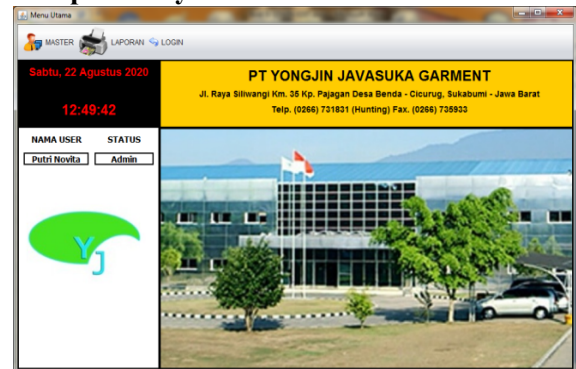 Menu Utama
MASTER LAPORAN LOGIN
Sabtu, 22 Agustus 2020
12:49:42
PT YONGJIN JAVASUKA GARMENT
Jl. Raya Siliwangi Km. 35 Kp. Pajagan Desa Benda - Cicurug, Sukabumi - Jawa Barat
Telp. (0266) 731831 (Hunting) Fax. (0266) 735933
NAMA USER STATUS
Putri Novita Admin
YJ